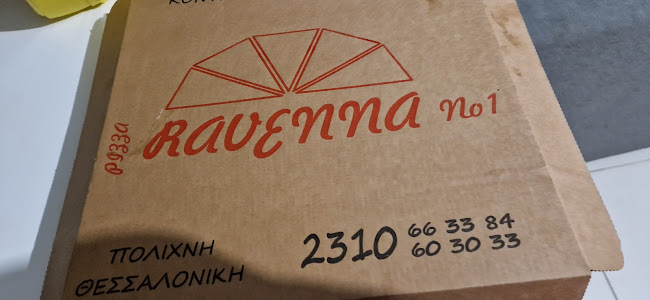 Pizza
RAVENNA No1
ΠΟΛΙΧΝΗ
ΘΕΣΣΑΛΟΝΙΚΗ
2310 66 33 84
60 30 33